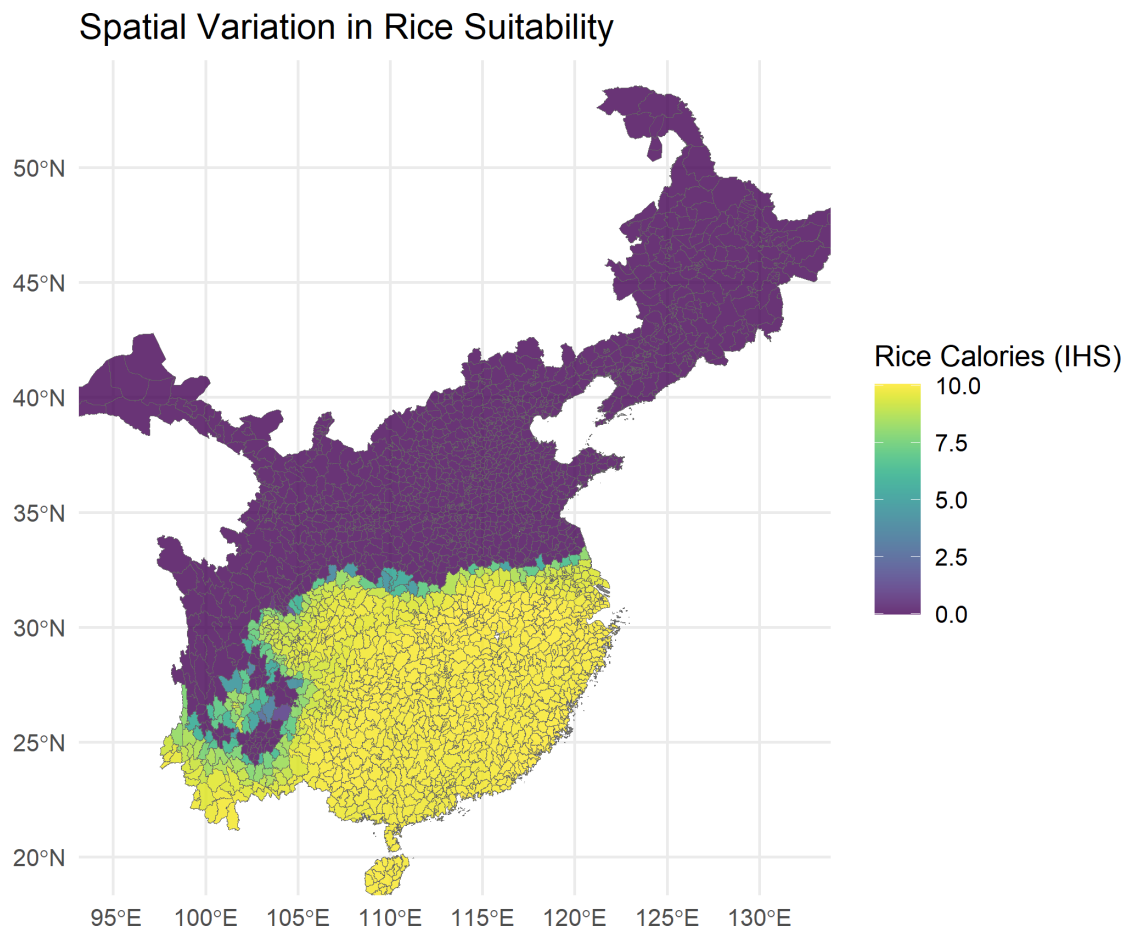 Spatial Variation in Rice Suitability
50°N
45°N
40°N
35°N
30°N
25°N
20°N
95°E 100°E 105°E 110°E 115°E 120°E 125°E 130°E
Rice Calories (IHS)
10.0
7.5
5.0
2.5
0.0